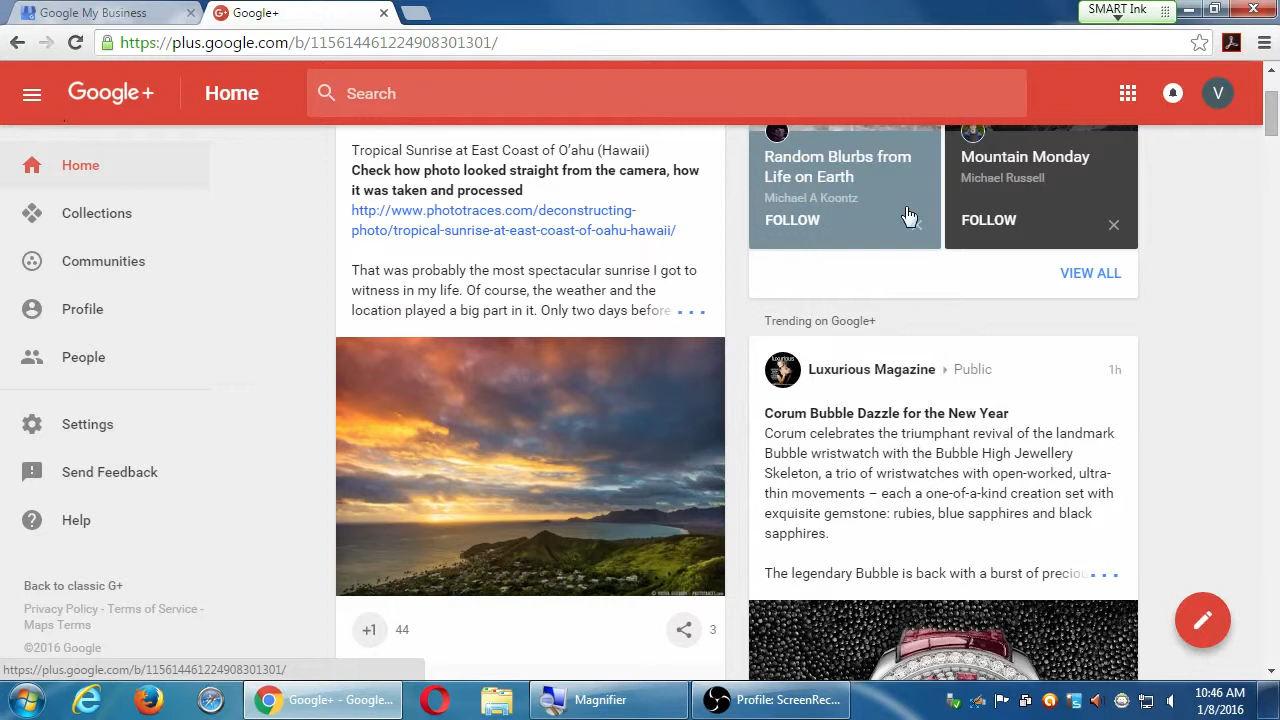 Google My Business
Google+
SMART Ink
https://plus.google.com/b/115614461224908301301/
Google+
Home
Search
V
Home
Collections
Communities
Profile
People
Settings
Send Feedback
Help
Back to classic G+
Privacy Policy - Terms of Service -
Maps Terms
©2016 Google
https://plus.google.com/b/115614461224908301301/
Tropical Sunrise at East Coast of O'ahu (Hawaii)
Check how photo looked straight from the camera, how
it was taken and processed
http://www.phototraces.com/deconstructing-
photo/tropical-sunrise-at-east-coast-of-oahu-hawaii/
That was probably the most spectacular sunrise I got to
witness in my life. Of course, the weather and the
location played a big part in it. Only two days before ...
+1 44
3
Random Blurbs from
Life on Earth
Michael A Koontz
FOLLOW
Mountain Monday
Michael Russell
FOLLOW
VIEW ALL
Trending on Google+
Luxurious Magazine
Public
1h
Corum Bubble Dazzle for the New Year
Corum celebrates the triumphant revival of the landmark
Bubble wristwatch with the Bubble High Jewellery
Skeleton, a trio of wristwatches with open-worked, ultra-
thin movements – each a one-of-a-kind creation set with
exquisite gemstone: rubies, blue sapphires and black
sapphires.
The legendary Bubble is back with a burst of preciou...
Google+ - Google...
Magnifier
Profile: ScreenRec...
10:46 AM
1/8/2016